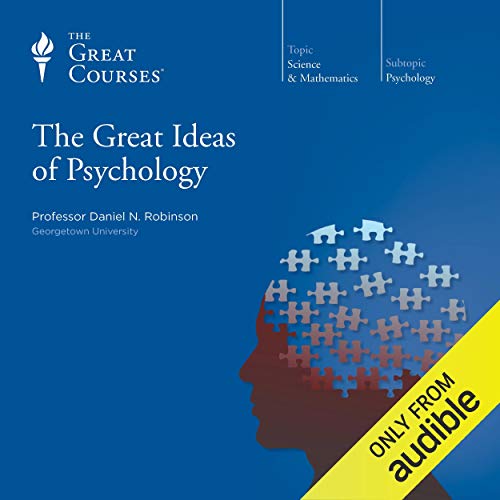 THE
GREAT
COURSES®
Topic
Science
& Mathematics
Subtopic
Psychology
The Great Ideas
of Psychology
Professor Daniel N. Robinson
Georgetown University
ONLY FROM
audible